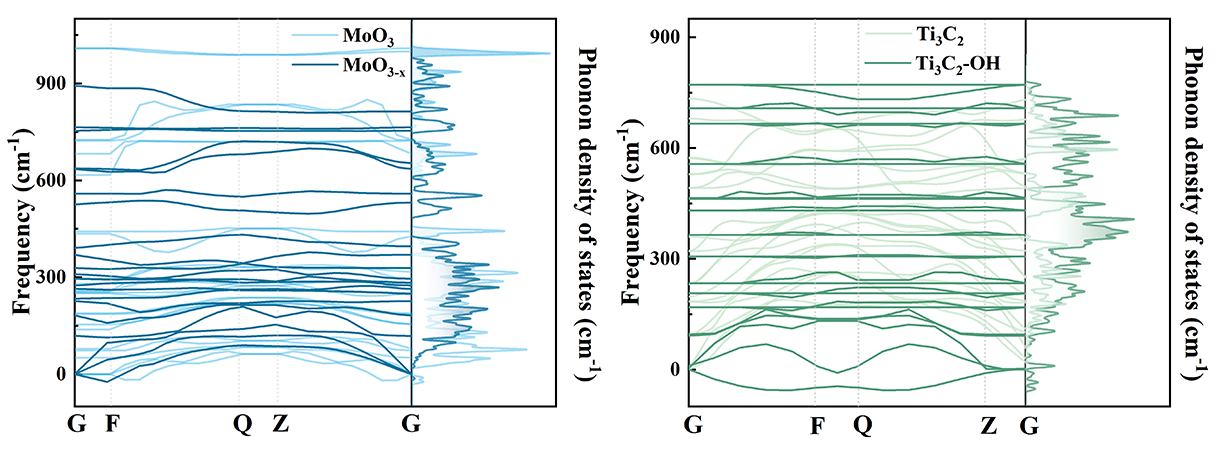 MoO3
MoO3-x
900
600
300
0
Frequency (cm-1)
G F Q Z G
Phonon density of states (cm-1)
Ti3C2
Ti3C2-OH
900
600
300
0
Frequency (cm-1)
G F Q Z G
Phonon density of states (cm-1)